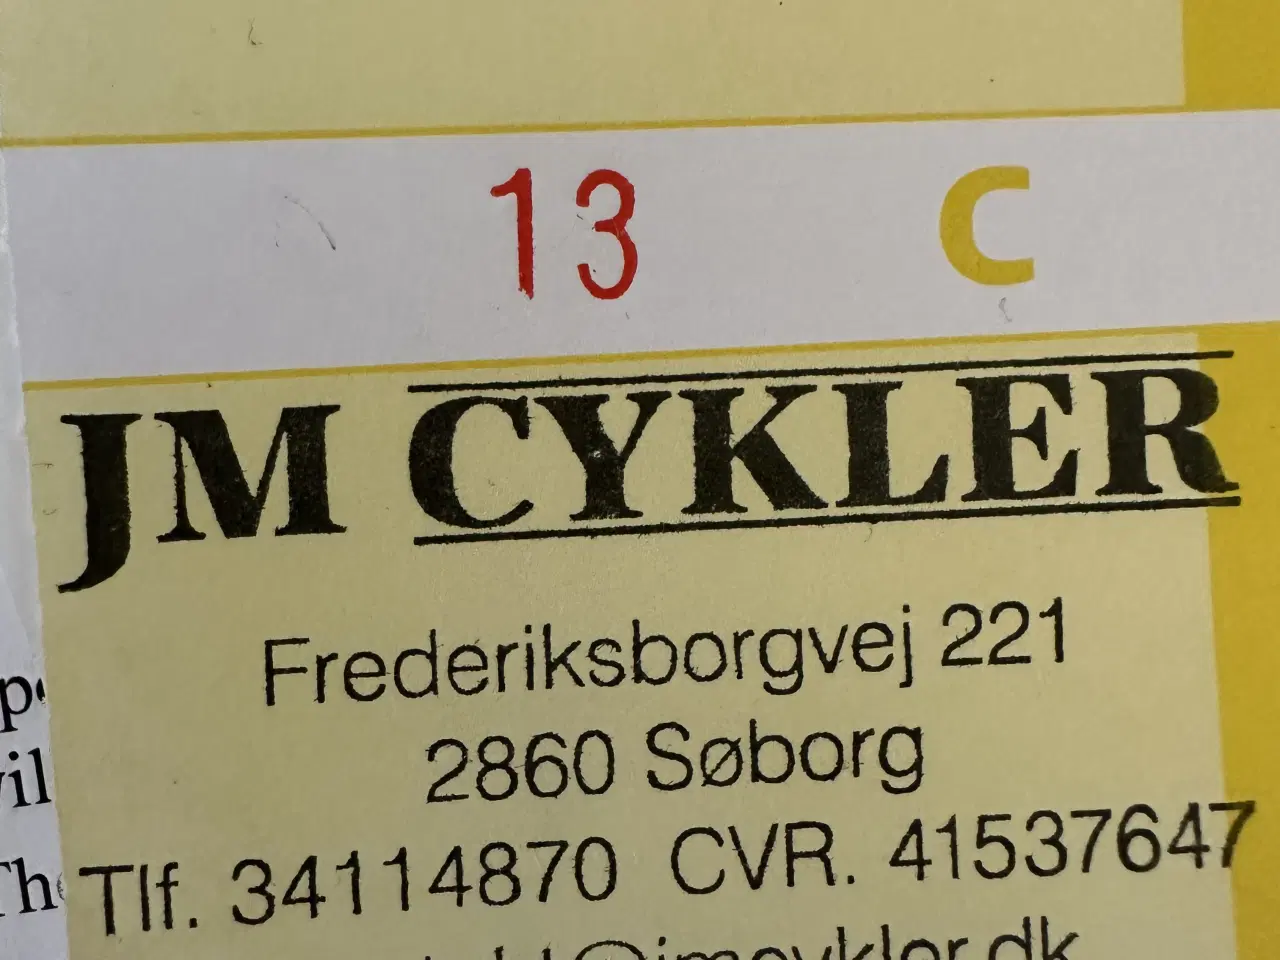 13 C
JM CYKLER
Frederiksborgvej 221
2860 Søborg
Tlf. 34114870 CVR. 41537647